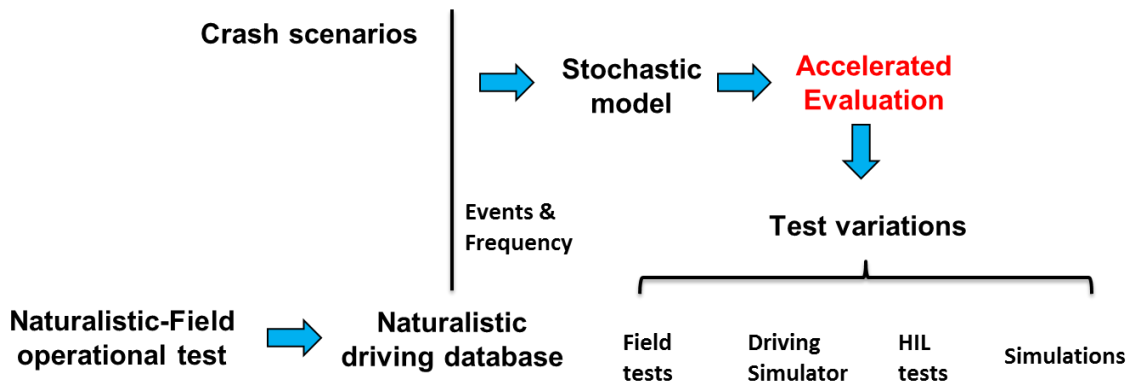 Crash scenarios
Stochastic
model
Accelerated
Evaluation
Events &
Frequency
Test variations
Naturalistic-Field
operational test
Naturalistic
driving database
Field
tests
Driving
Simulator
HIL
tests
Simulations